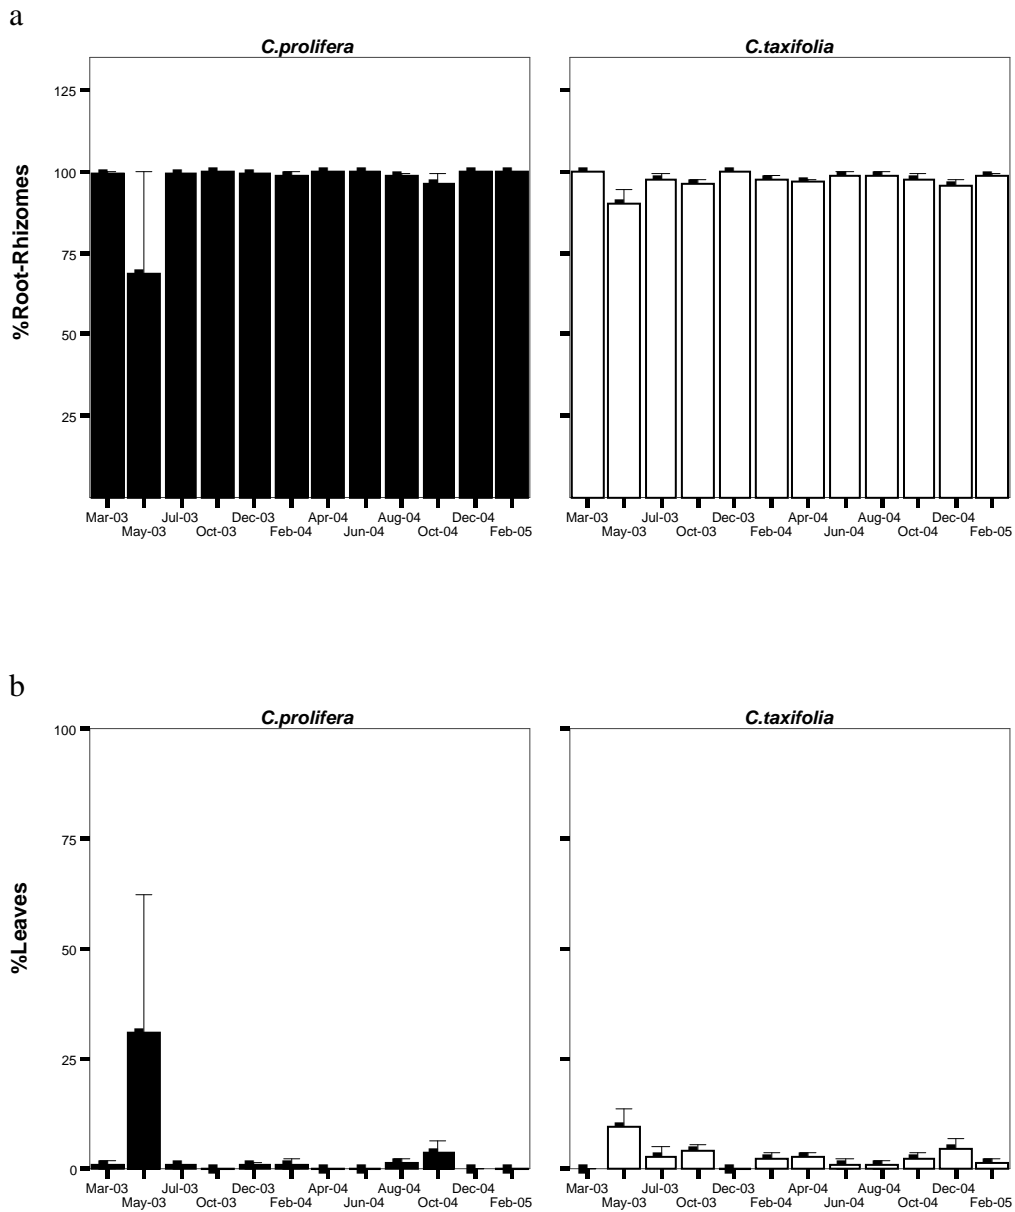 a
C.prolifera C.taxifolia
125
100
75
50
25
%Root-Rhizomes
Mar-03 Jul-03 Dec-03 Apr-04 Aug-04 Dec-04 Mar-03 Jul-03 Dec-03 Apr-04 Aug-04 Dec-04
May-03 Oct-03 Feb-04 Jun-04 Oct-04 Feb-05 May-03 Oct-03 Feb-04 Jun-04 Oct-04 Feb-05
b
C.prolifera C.taxifolia
100
75
50
25
0
%Leaves
Mar-03 Jul-03 Dec-03 Apr-04 Aug-04 Dec-04 Mar-03 Jul-03 Dec-03 Apr-04 Aug-04 Dec-04
May-03 Oct-03 Feb-04 Jun-04 Oct-04 Feb-05 May-03 Oct-03 Feb-04 Jun-04 Oct-04 Feb-05